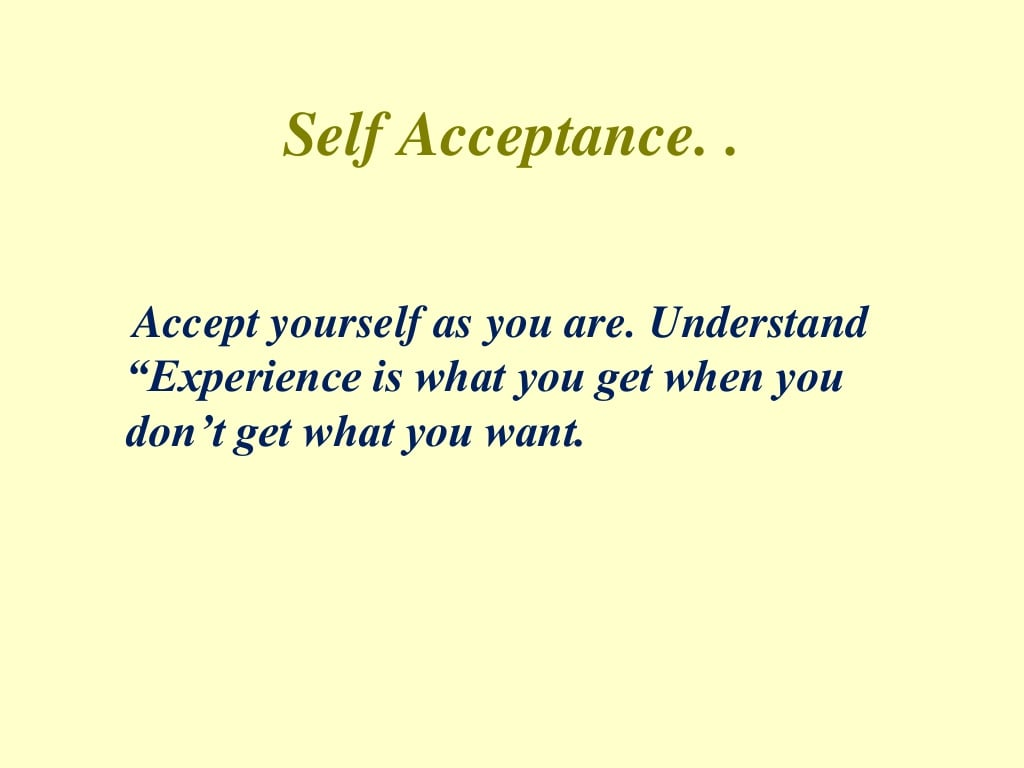 Self Acceptance. .
Accept yourself as you are. Understand
“Experience is what you get when you
don’t get what you want.